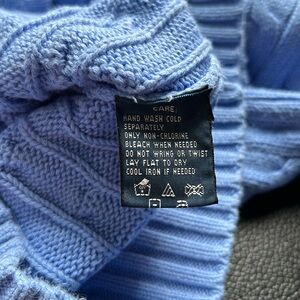 CARE:
HAND WASH COLD
SEPARATELY
ONLY NON-CHLORINE
BLEACH WHEN NEEDED
DO NOT WRING OR TWIST
LAY FLAT TO DRY
COOL IRON IF NEEDED